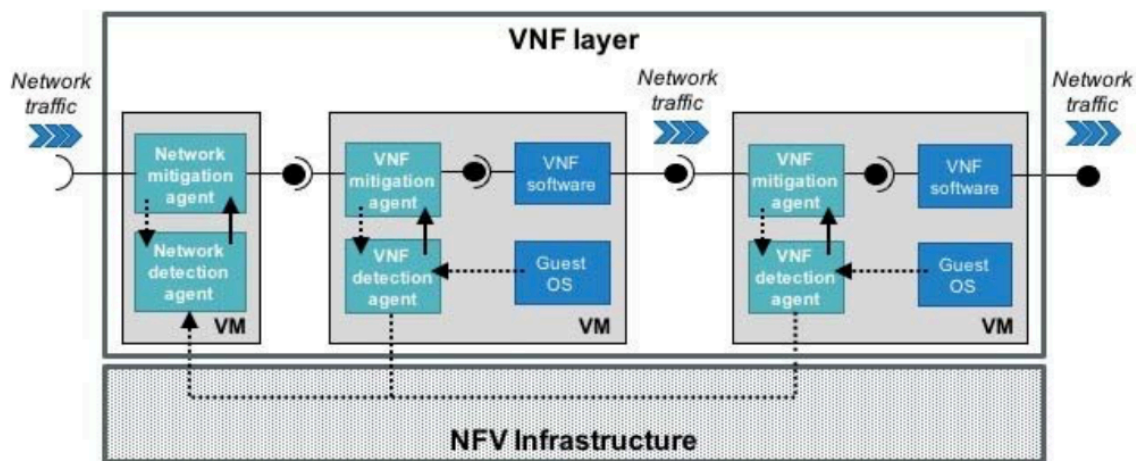 VNF layer
Network
traffic
Network
traffic
Network
traffic
Network
mitigation
agent
Network
detection
agent
VM
VNF
mitigation
agent
VNF
software
VNF
detection
agent
Guest
OS
VM
VNF
mitigation
agent
VNF
software
VNF
detection
agent
Guest
OS
VM
NFV Infrastructure